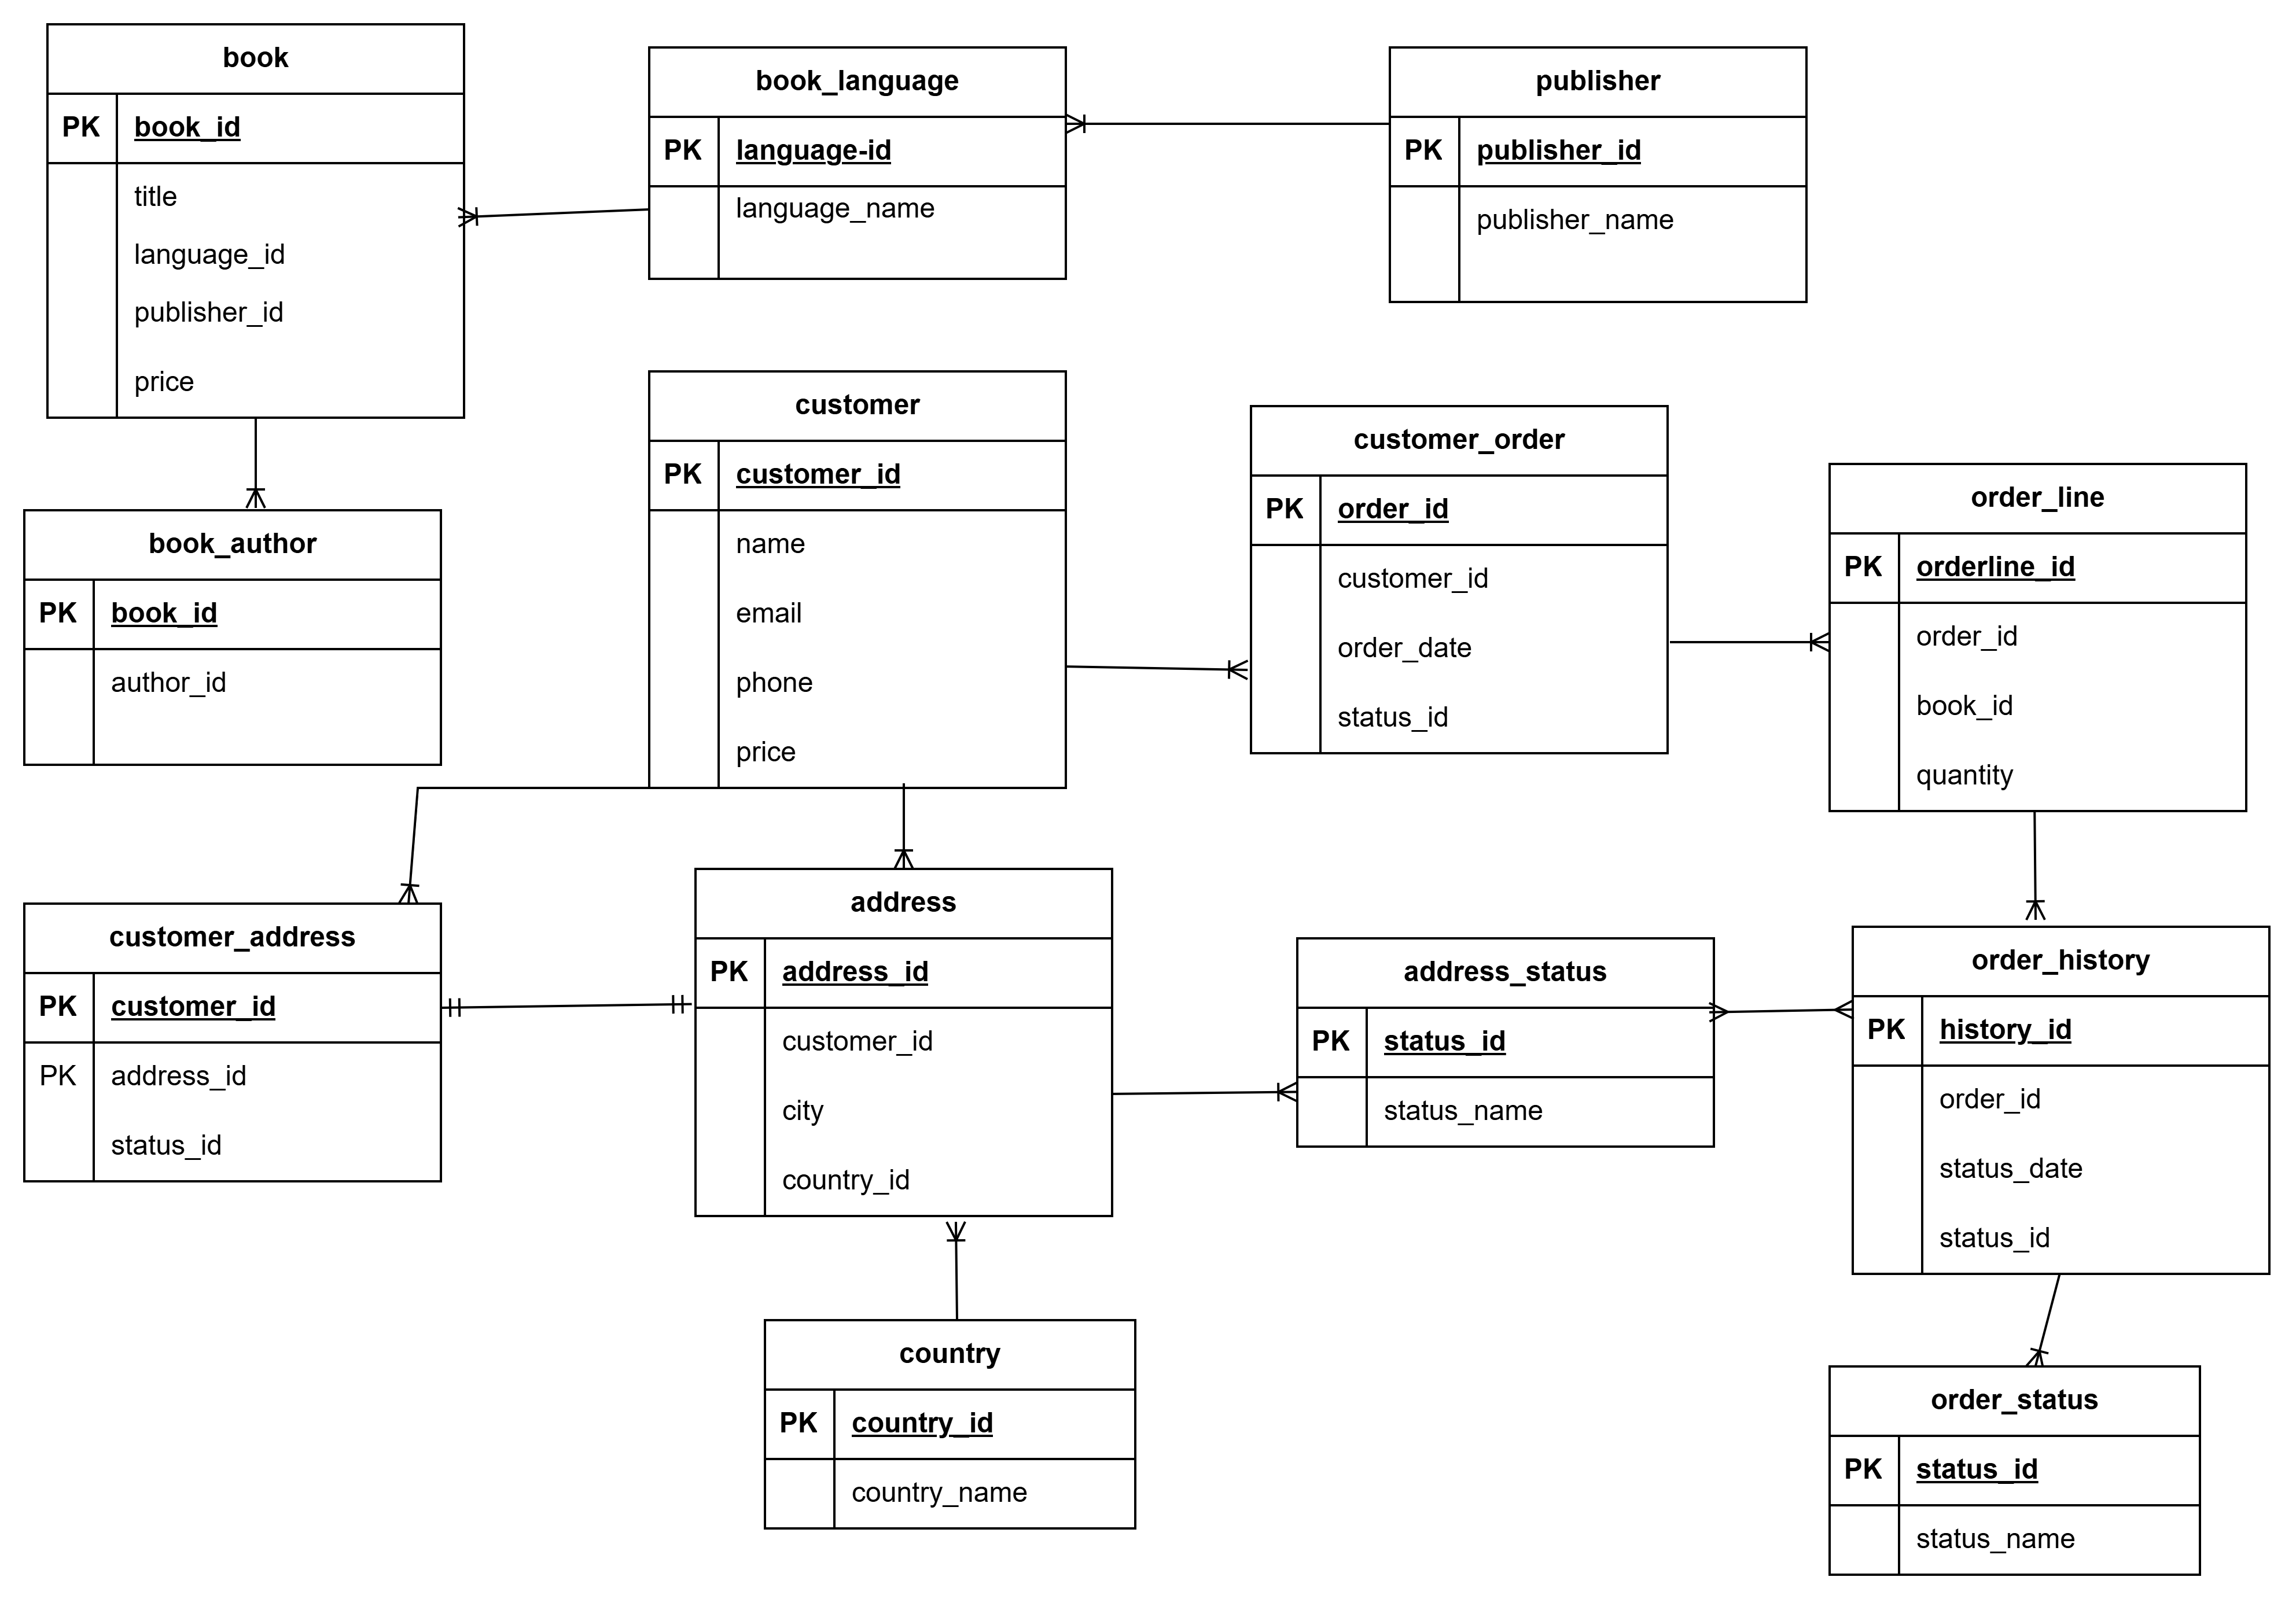 book
PK book_id
title
language_id
publisher_id
price
book_language
PK language-id
language_name
publisher
PK publisher_id
publisher_name
customer
PK customer_id
name
email
phone
price
customer_order
PK order_id
customer_id
order_date
status_id
order_line
PK orderline_id
order_id
book_id
quantity
book_author
PK book_id
author_id
customer_address
PK customer_id
PK address_id
status_id
address
PK address_id
customer_id
city
country_id
address_status
PK status_id
status_name
order_history
PK history_id
order_id
status_date
status_id
country
PK country_id
country_name
order_status
PK status_id
status_name